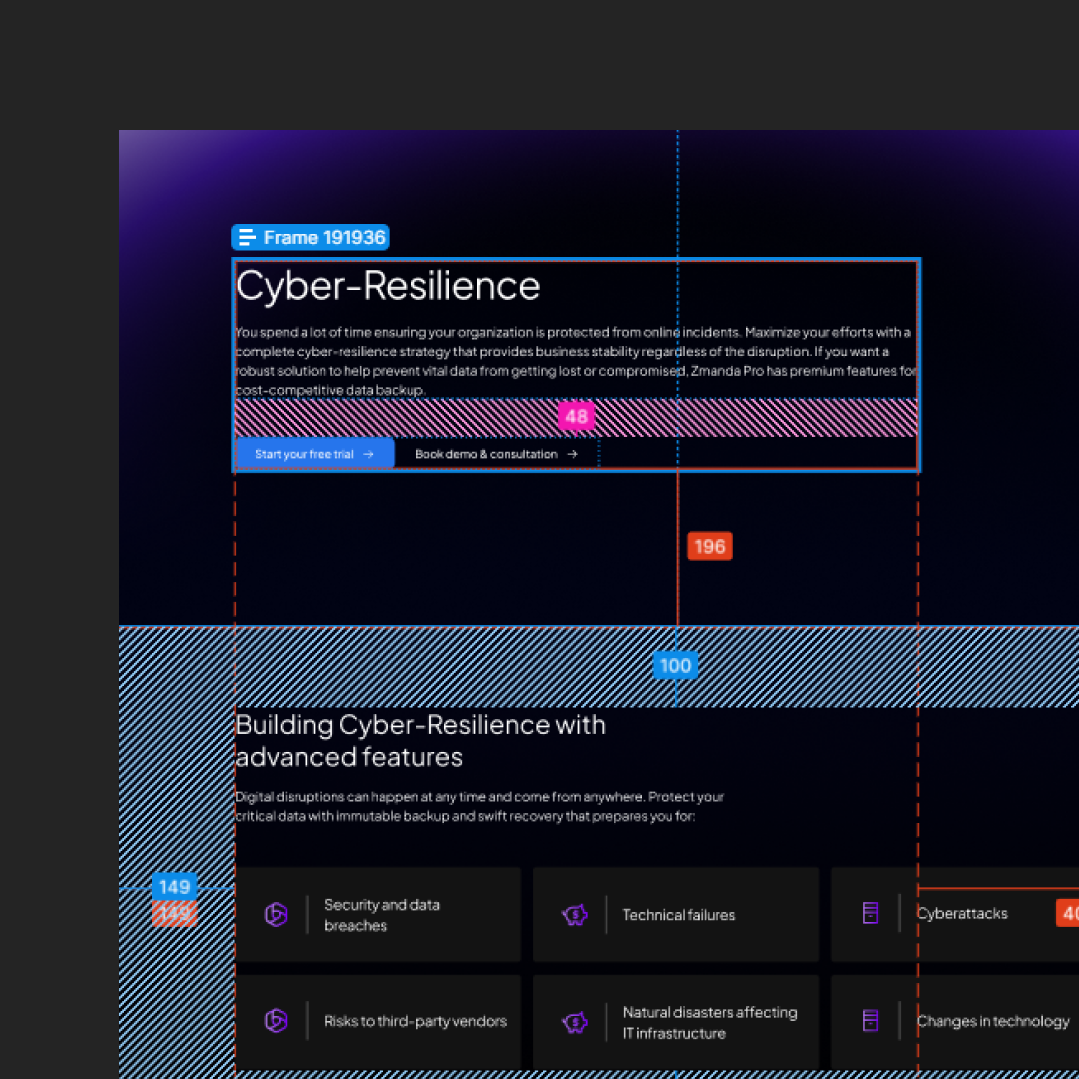 Frame 191936
Cyber-Resilience
You spend a lot of time ensuring your organization is protected from online incidents. Maximize your efforts with a
complete cyber-resilience strategy that provides business stability regardless of the disruption. If you want a
robust solution to help prevent vital data from getting lost or compromised, Zmanda Pro has premium features for
cost-competitive data backup.
48
Start your free trial → Book demo & consultation →
196
100
Building Cyber-Resilience with
advanced features
Digital disruptions can happen at any time and come from anywhere. Protect your
critical data with immutable backup and swift recovery that prepares you for:
149
149
Security and data
breaches
Technical failures
Cyberattacks
Risks to third-party vendors
Natural disasters affecting
IT infrastructure
Changes in technology